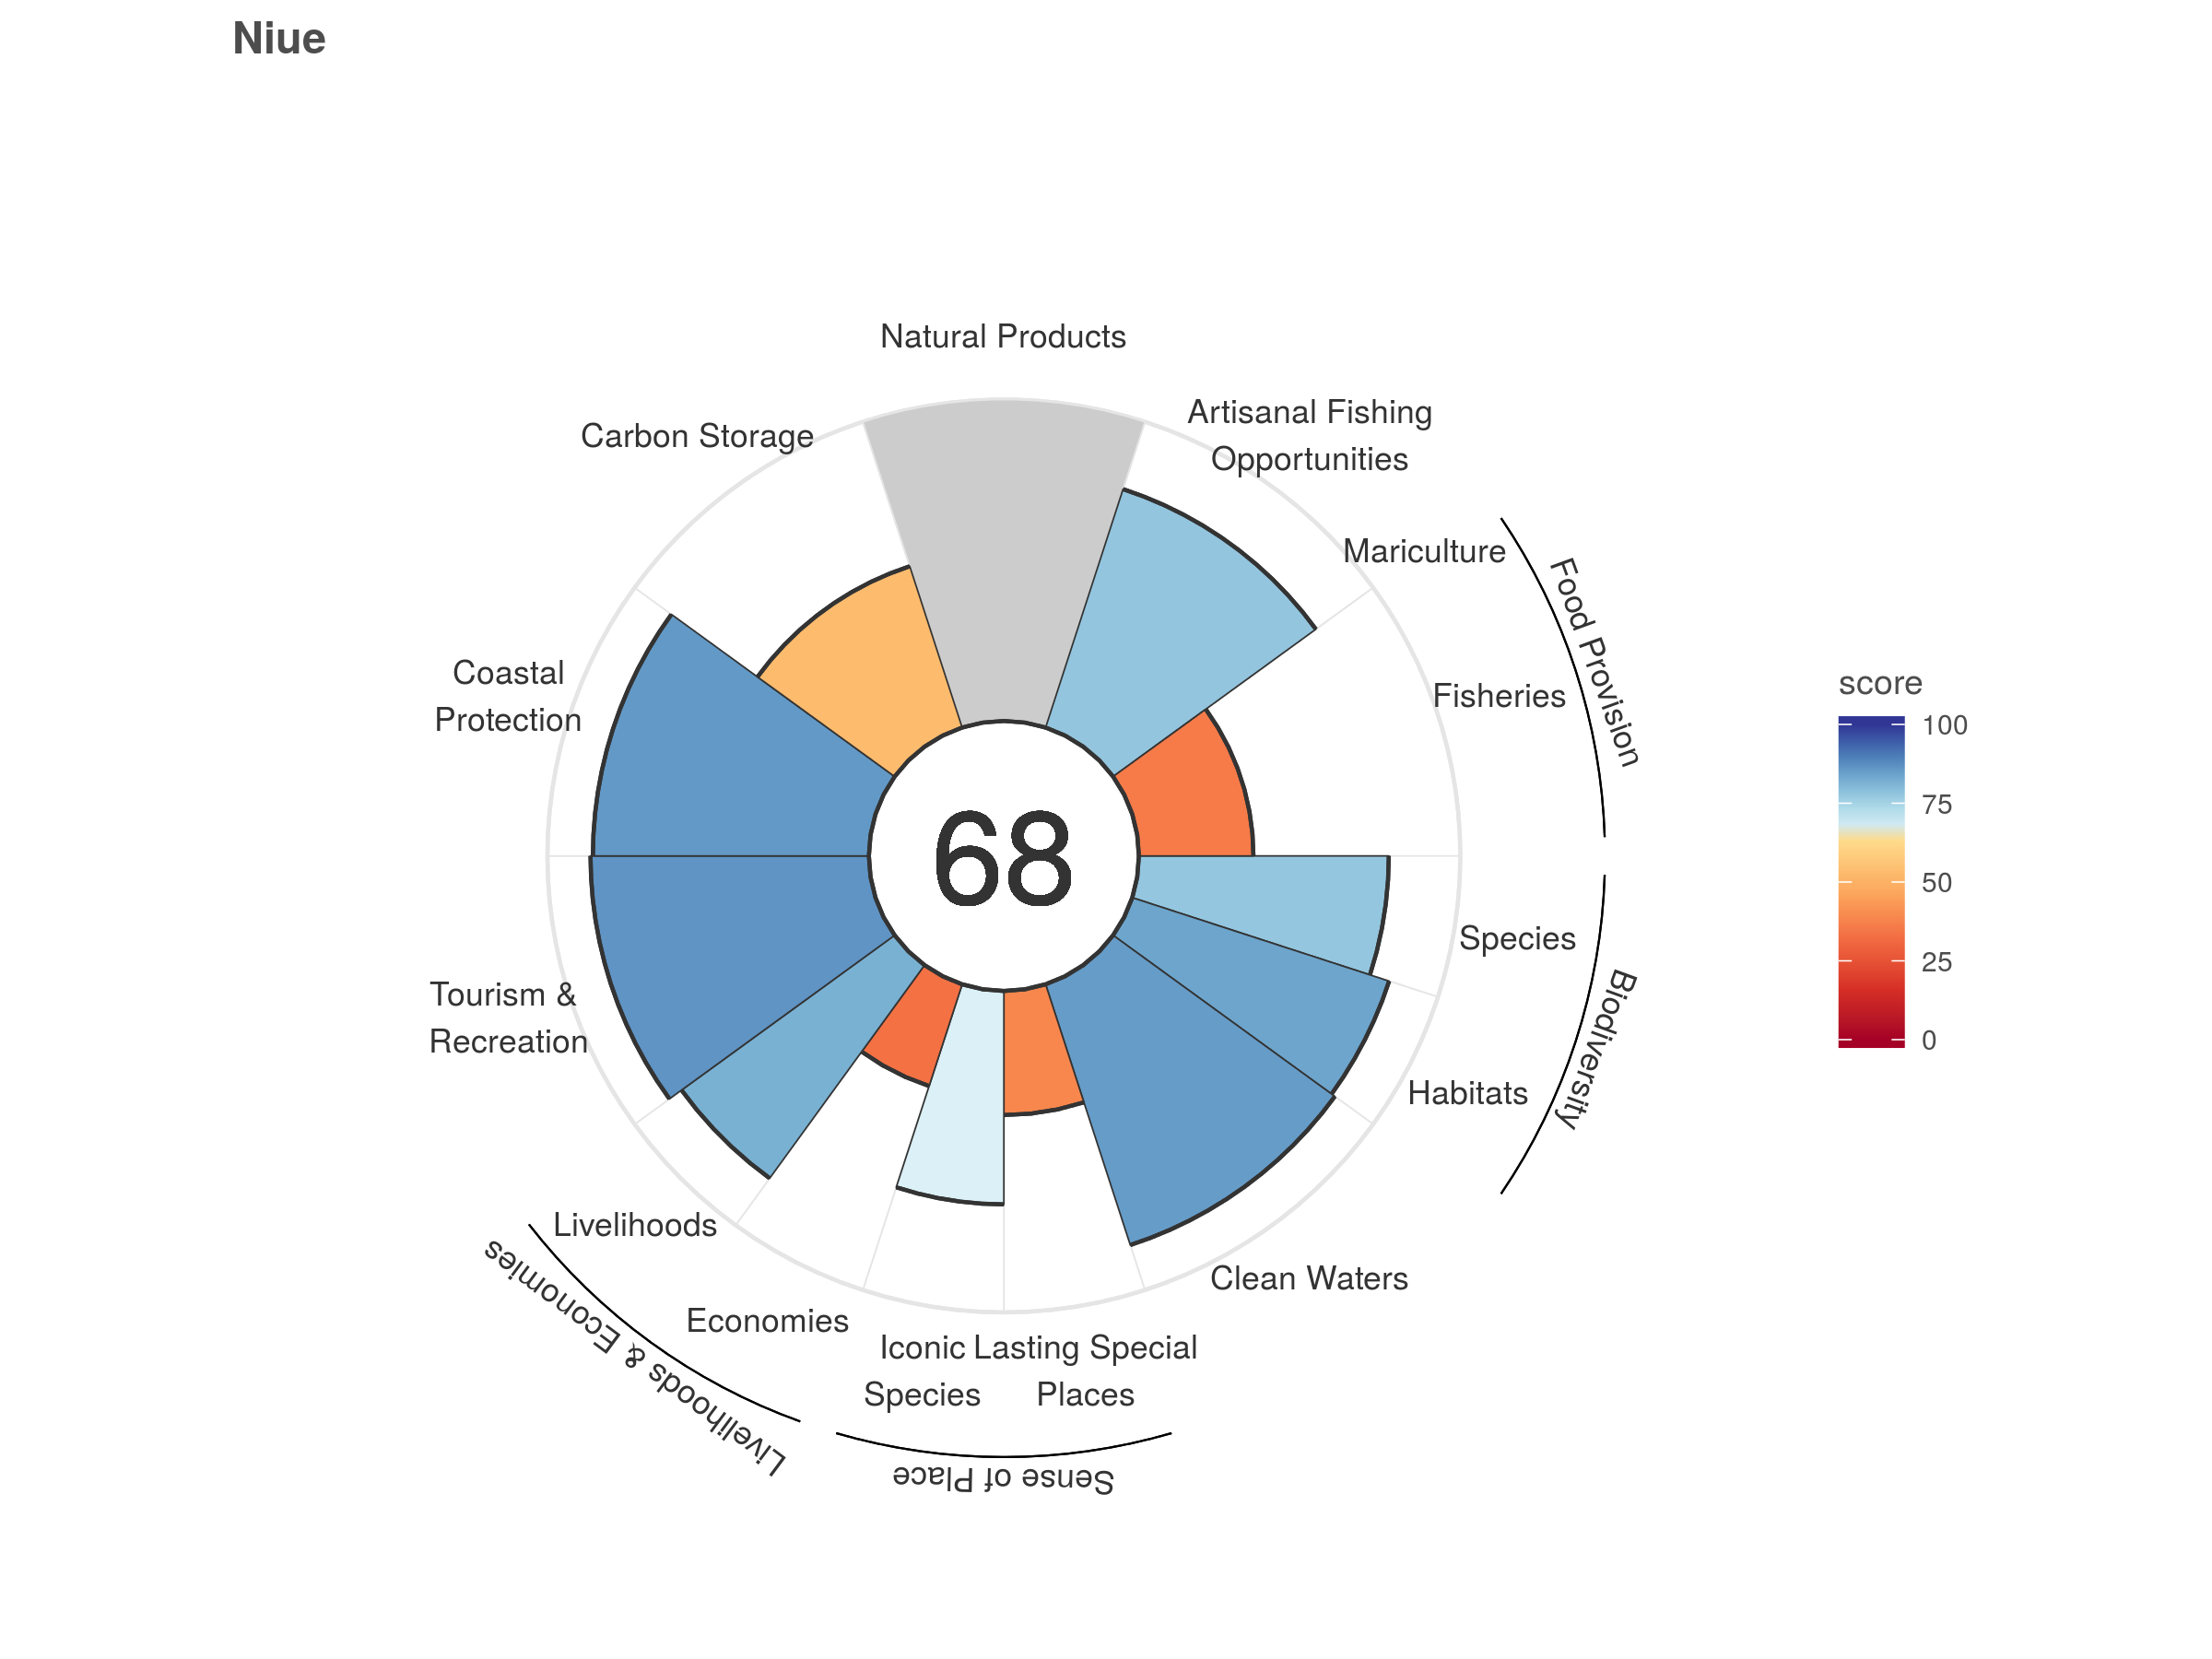 Niue
Natural Products
Carbon Storage
Artisanal Fishing
Opportunities
Mariculture
Food Provision
Fisheries
Coastal
Protection
68
Species
Biodiversity
Habitats
Tourism &
Recreation
Livelihoods
Clean Waters
Livelihoods & Economies
Economies
Iconic
Species
Lasting Special
Places
Sense of Place
score
100
75
50
25
0